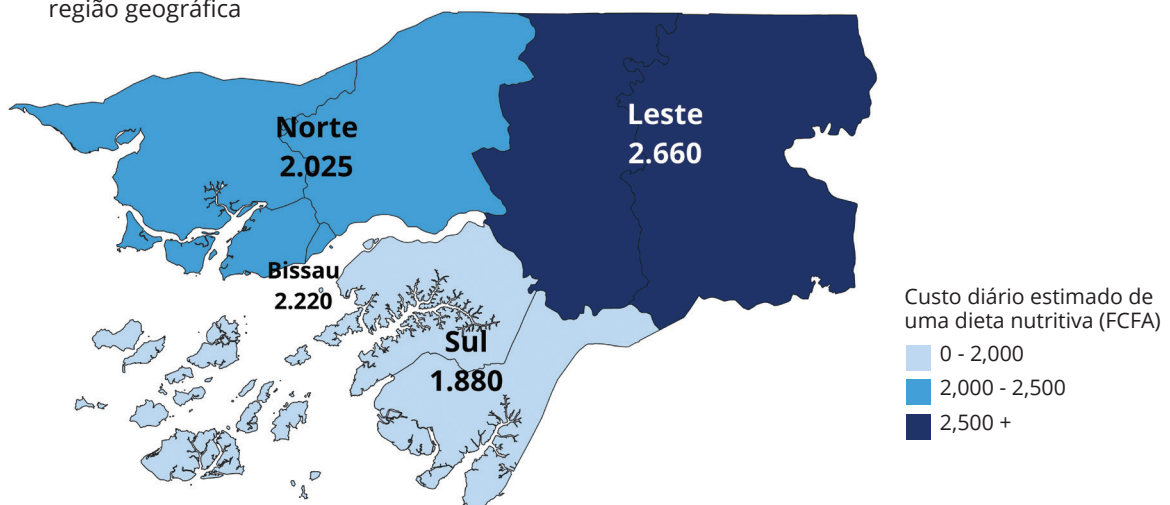 região geográfica
Norte
2.025
Leste
2.660
Bissau
2.220
Sul
1.880
Custo diário estimado de
uma dieta nutritiva (FCFA)
0 - 2,000
2,000 - 2,500
2,500 +